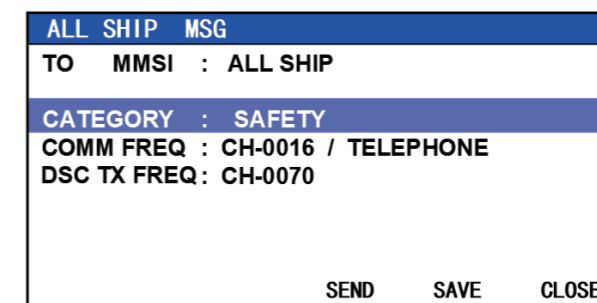 ALL SHIP MSG
TO MMSI : ALL SHIP
CATEGORY : SAFETY
COMM FREQ : CH-0016 / TELEPHONE
DSC TX FREQ: CH-0070
SEND SAVE CLOSE